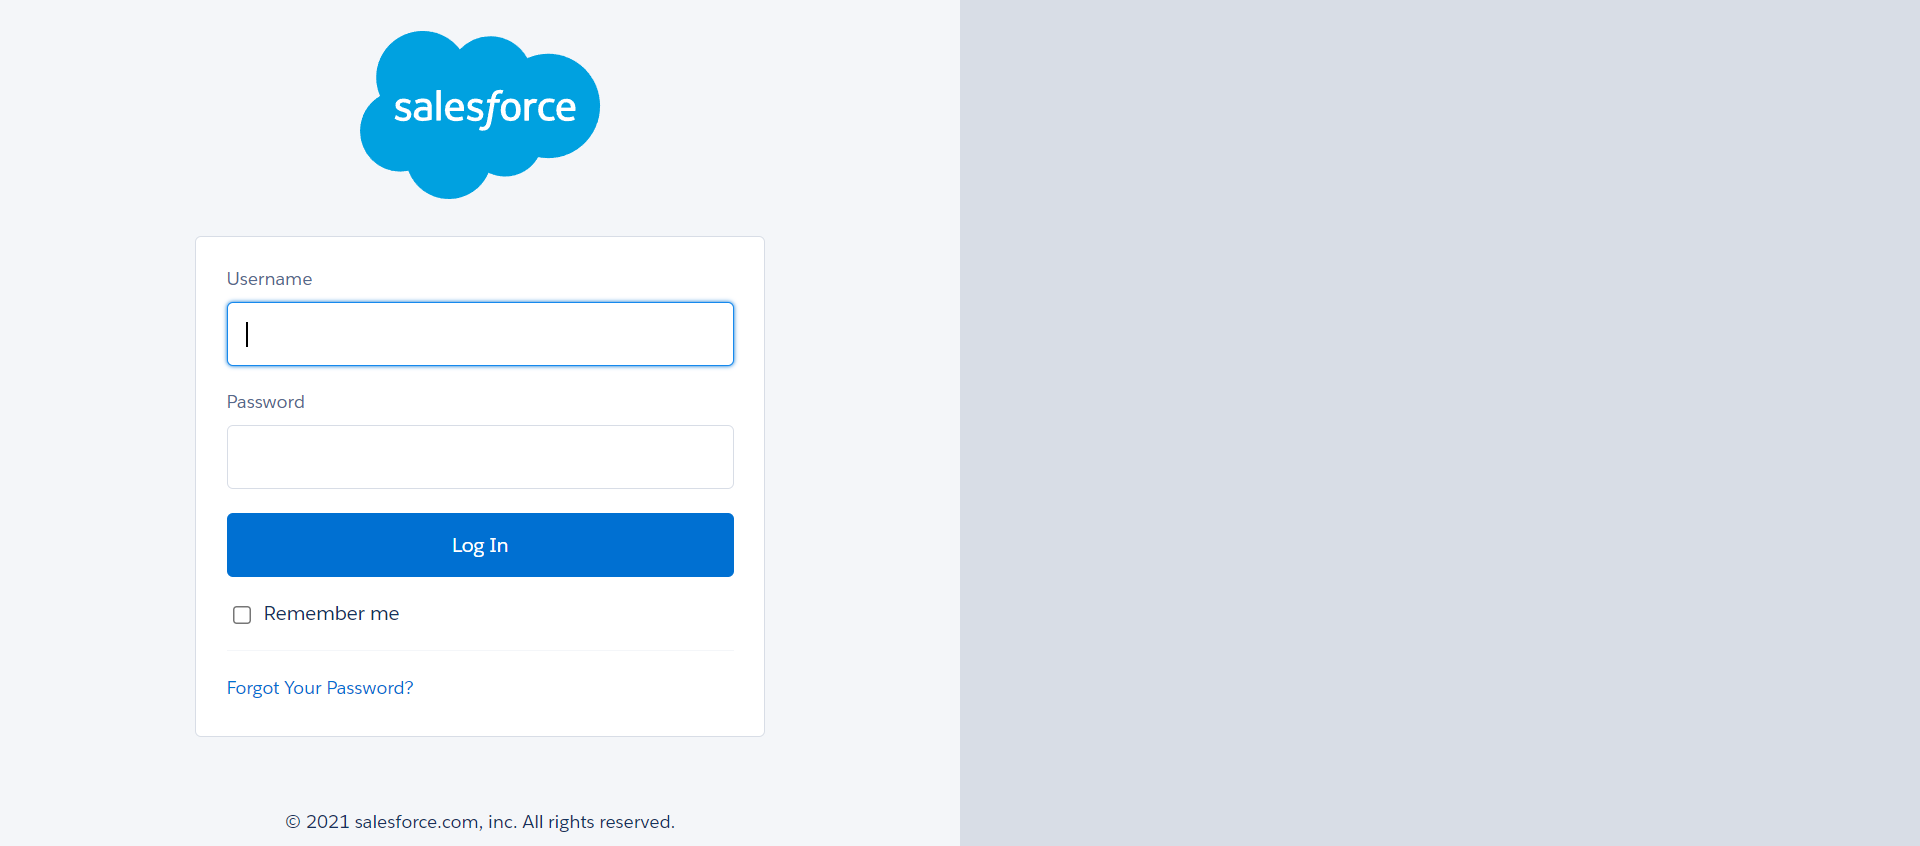 salesforce
Username
Password
Log In
Remember me
Forgot Your Password?
© 2021 salesforce.com, inc. All rights reserved.